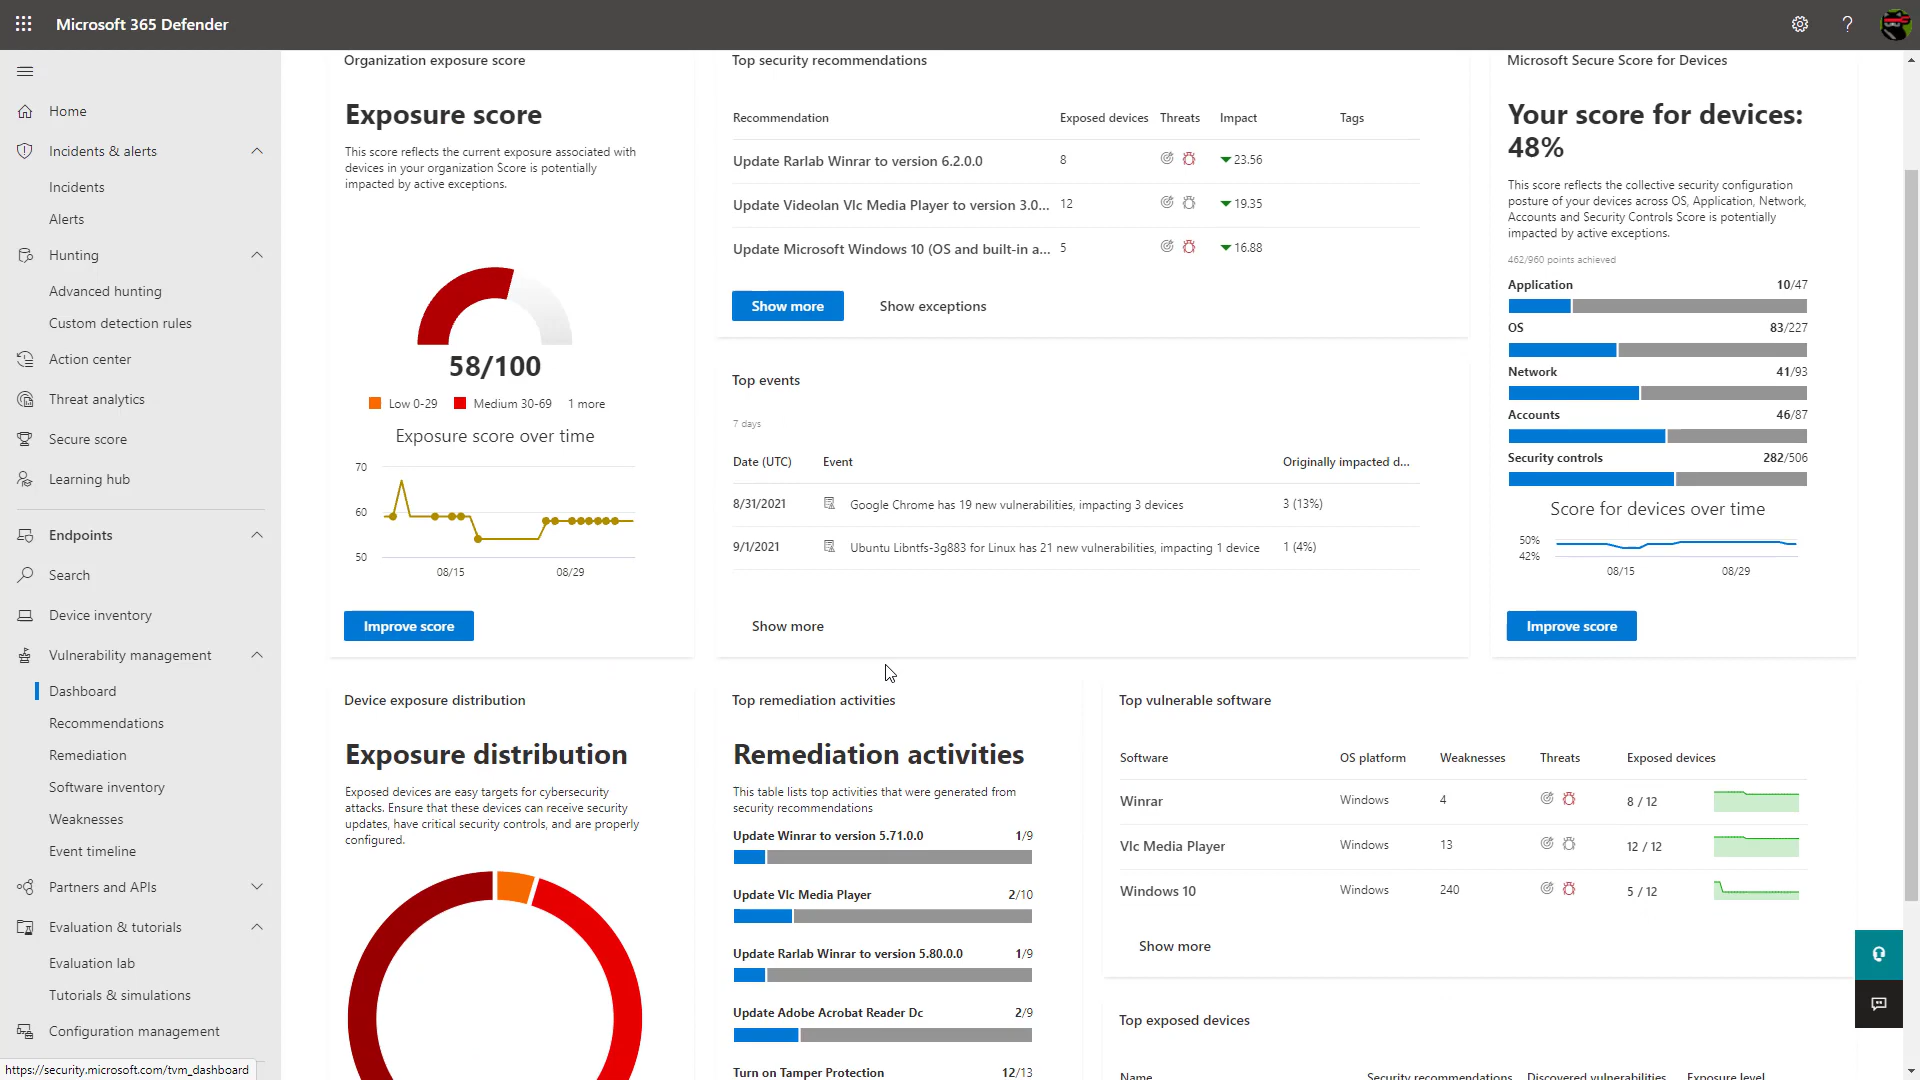 Microsoft 365 Defender
Home
Incidents & alerts
Incidents
Alerts
Hunting
Advanced hunting
Custom detection rules
Action center
Threat analytics
Secure score
Learning hub
Endpoints
Search
Device inventory
Vulnerability management
Dashboard
Recommendations
Remediation
Software inventory
Weaknesses
Event timeline
Partners and APIs
Evaluation & tutorials
Evaluation lab
Tutorials & simulations
Configuration management
https://security.microsoft.com/tvm_dashboard
Organization exposure score
Exposure score
This score reflects the current exposure associated with
devices in your organization Score is potentially
impacted by active exceptions.
58/100
Low 0-29 Medium 30-69 1 more
Exposure score over time
70
60
50
08/15 08/29
Improve score
Top security recommendations
Recommendation Exposed devices Threats Impact Tags
Update Rarlab Winrar to version 6.2.0.0 8 23.56
Update Videolan Vlc Media Player to version 3.0... 12 19.35
Update Microsoft Windows 10 (OS and built-in a... 5 16.88
Show more Show exceptions
Top events
7 days
Date (UTC) Event Originally impacted d...
8/31/2021 Google Chrome has 19 new vulnerabilities, impacting 3 devices 3 (13%)
9/1/2021 Ubuntu Libntfs-3g883 for Linux has 21 new vulnerabilities, impacting 1 device 1 (4%)
Show more
Microsoft Secure Score for Devices
Your score for devices:
48%
This score reflects the collective security configuration
posture of your devices across OS, Application, Network,
Accounts and Security Controls Score is potentially
impacted by active exceptions.
462/960 points achieved
Application 10/47
OS 83/227
Network 41/93
Accounts 46/87
Security controls 282/506
Score for devices over time
50%
42%
08/15 08/29
Improve score
Device exposure distribution
Exposure distribution
Exposed devices are easy targets for cybersecurity
attacks. Ensure that these devices can receive security
updates, have critical security controls, and are properly
configured.
Top remediation activities
Remediation activities
This table lists top activities that were generated from
security recommendations
Update Winrar to version 5.71.0.0 1/9
Update Vlc Media Player 2/10
Update Rarlab Winrar to version 5.80.0.0 1/9
Update Adobe Acrobat Reader Dc 2/9
Turn on Tamper Protection 12/13
Top vulnerable software
Software OS platform Weaknesses Threats Exposed devices
Winrar Windows 4 8 / 12
Vlc Media Player Windows 13 12 / 12
Windows 10 Windows 240 5 / 12
Show more
Top exposed devices
Name Security recommendations Discovered vulnerabilities Exposure level